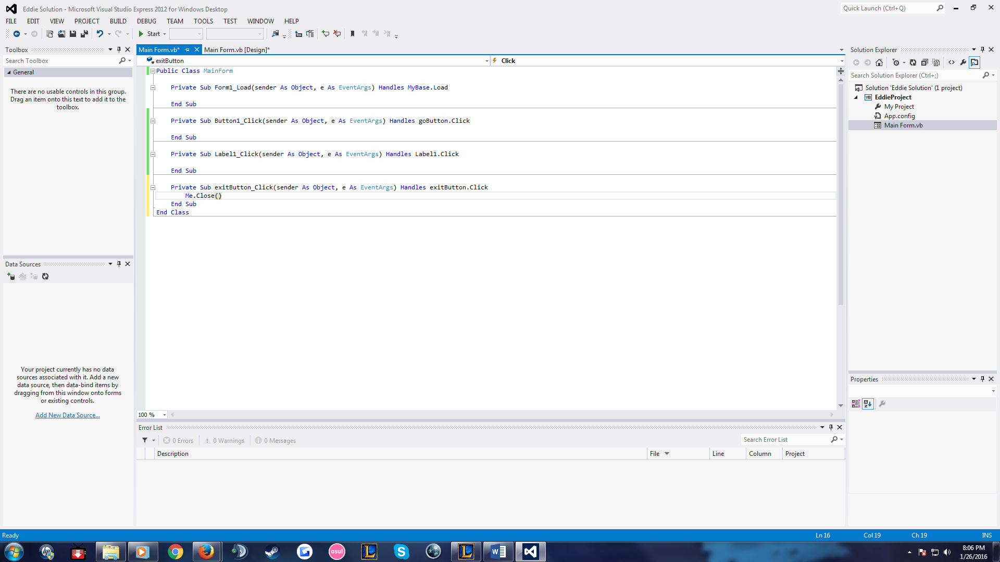 Eddie Solution - Microsoft Visual Studio Express 2012 for Windows Desktop
Quick Launch (Ctrl+Q)
FILE EDIT VIEW PROJECT BUILD DEBUG TEAM TOOLS TEST WINDOW HELP
Start
Toolbox
Search Toolbox
General
There are no usable controls in this group.
Drag an item onto this text to add it to the
toolbox.
Data Sources
Your project currently has no data
sources associated with it. Add a new
data source, then data-bind items by
dragging from this window onto forms
or existing controls.
Add New Data Source...
Main Form.vb* Main Form.vb [Design]*
exitButton Click
Public Class MainForm
Private Sub Form1_Load(sender As Object, e As EventArgs) Handles MyBase.Load
End Sub
Private Sub Button1_Click(sender As Object, e As EventArgs) Handles goButton.Click
End Sub
Private Sub Label1_Click(sender As Object, e As EventArgs) Handles Label1.Click
End Sub
Private Sub exitButton_Click(sender As Object, e As EventArgs) Handles exitButton.Click
Me.Close()
End Sub
End Class
100 %
Error List
0 Errors 0 Warnings 0 Messages
Search Error List
Description File Line Column Project
Solution Explorer
Search Solution Explorer (Ctrl+;)
Solution 'Eddie Solution' (1 project)
VB EddieProject
My Project
App.config
Main Form.vb
Properties
Ready Ln 16 Col 19 Ch 19 INS
hp
osu!
L
S
L
W
8:06 PM
1/26/2016